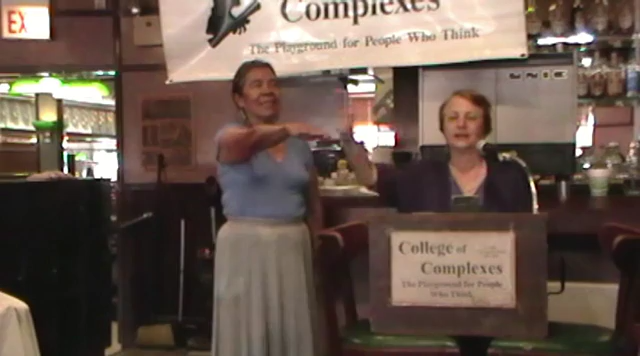 EX
Complexes
The Playground for People Who Think
College of
Complexes
The Playground for People
Who Think